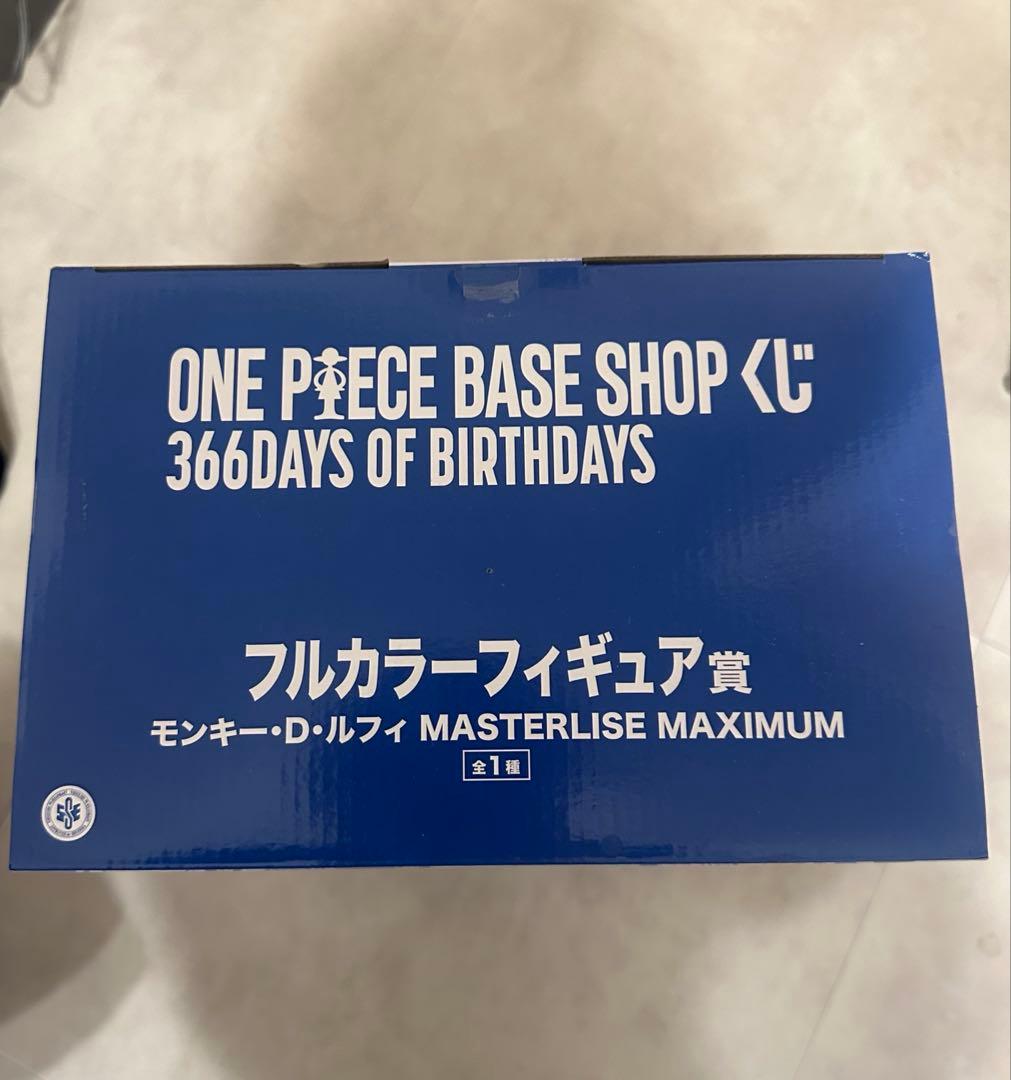 ONE PIECE BASE SHOP くじ
366DAYS OF BIRTHDAYS
フルカラーフィギュア賞
モンキー・D・ルフィ MASTERLISE MAXIMUM
全1種